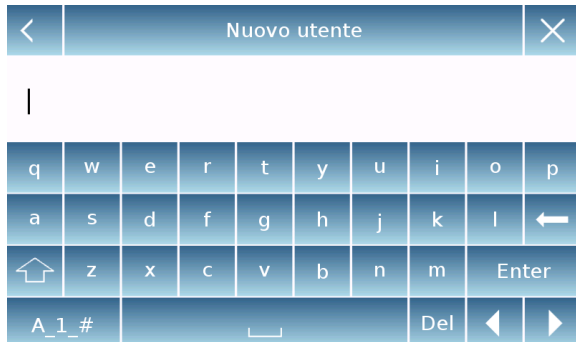 Nuovo utente
q w e r t y u i o p
a s d f g h j k l
z x c v b n m Enter
A_1_# Del